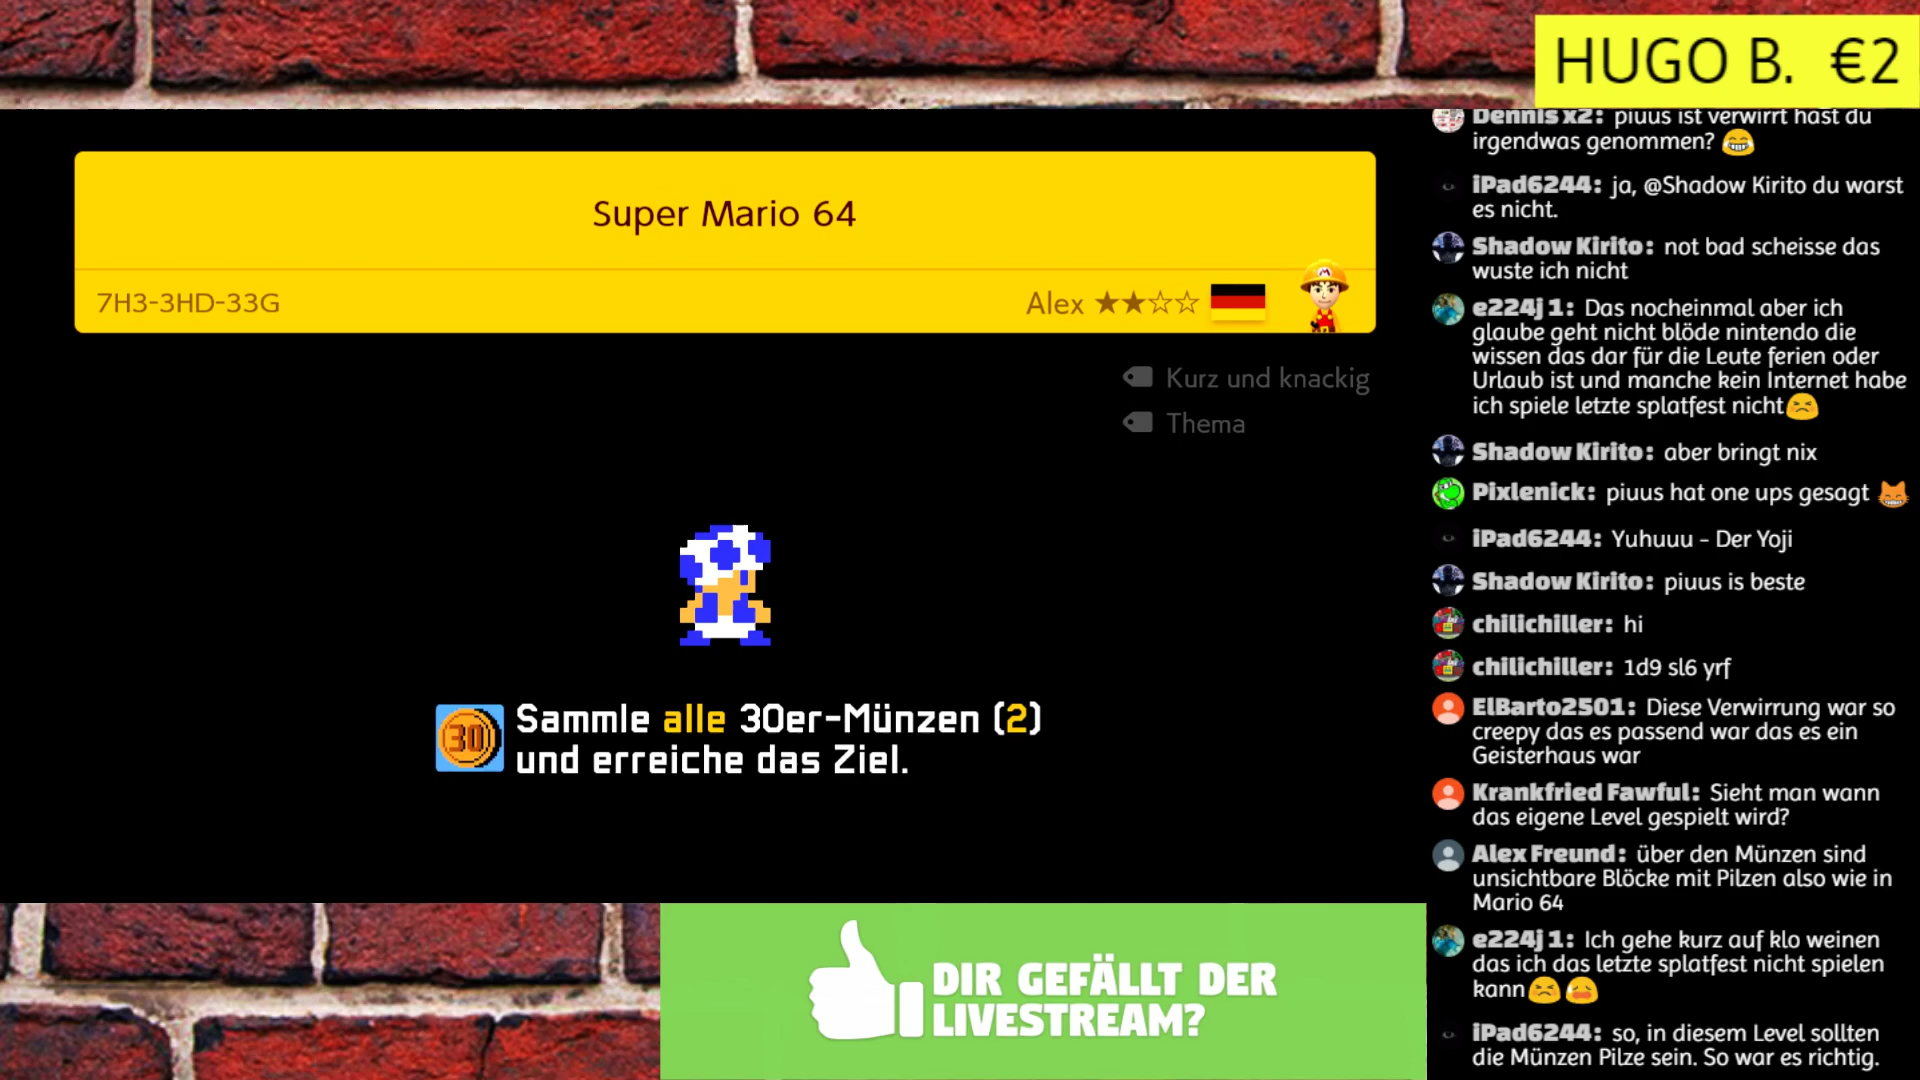 HUGO B. €2
Super Mario 64
7H3-3HD-33G
Alex ★★☆☆
Kurz und knackig
Thema
30
Sammle alle 30er-Münzen (2)
und erreiche das Ziel.
DIR GEFÄLLT DER
LIVESTREAM?
Dennis x2: piuus ist verwirrt hast du
irgendwas genommen? 😂
iPad6244: ja, @Shadow Kirito du warst
es nicht.
Shadow Kirito: not bad scheisse das
wuste ich nicht
e224j 1: Das nocheinmal aber ich
glaube geht nicht blöde nintendo die
wissen das dar für die Leute ferien oder
Urlaub ist und manche kein Internet habe
ich spiele letzte splatfest nicht😣
Shadow Kirito: aber bringt nix
Pixlenick: piuus hat one ups gesagt 😸
iPad6244: Yuhuuu - Der Yoji
Shadow Kirito: piuus is beste
chilichiller: hi
chilichiller: 1d9 sl6 yrf
ElBarto2501: Diese Verwirrung war so
creepy das es passend war das es ein
Geisterhaus war
Krankfried Fawful: Sieht man wann
das eigene Level gespielt wird?
Alex Freund: über den Münzen sind
unsichtbare Blöcke mit Pilzen also wie in
Mario 64
e224j 1: Ich gehe kurz auf klo weinen
das ich das letzte splatfest nicht spielen
kann😣😩
iPad6244: so, in diesem Level sollten
die Münzen Pilze sein. So war es richtig.